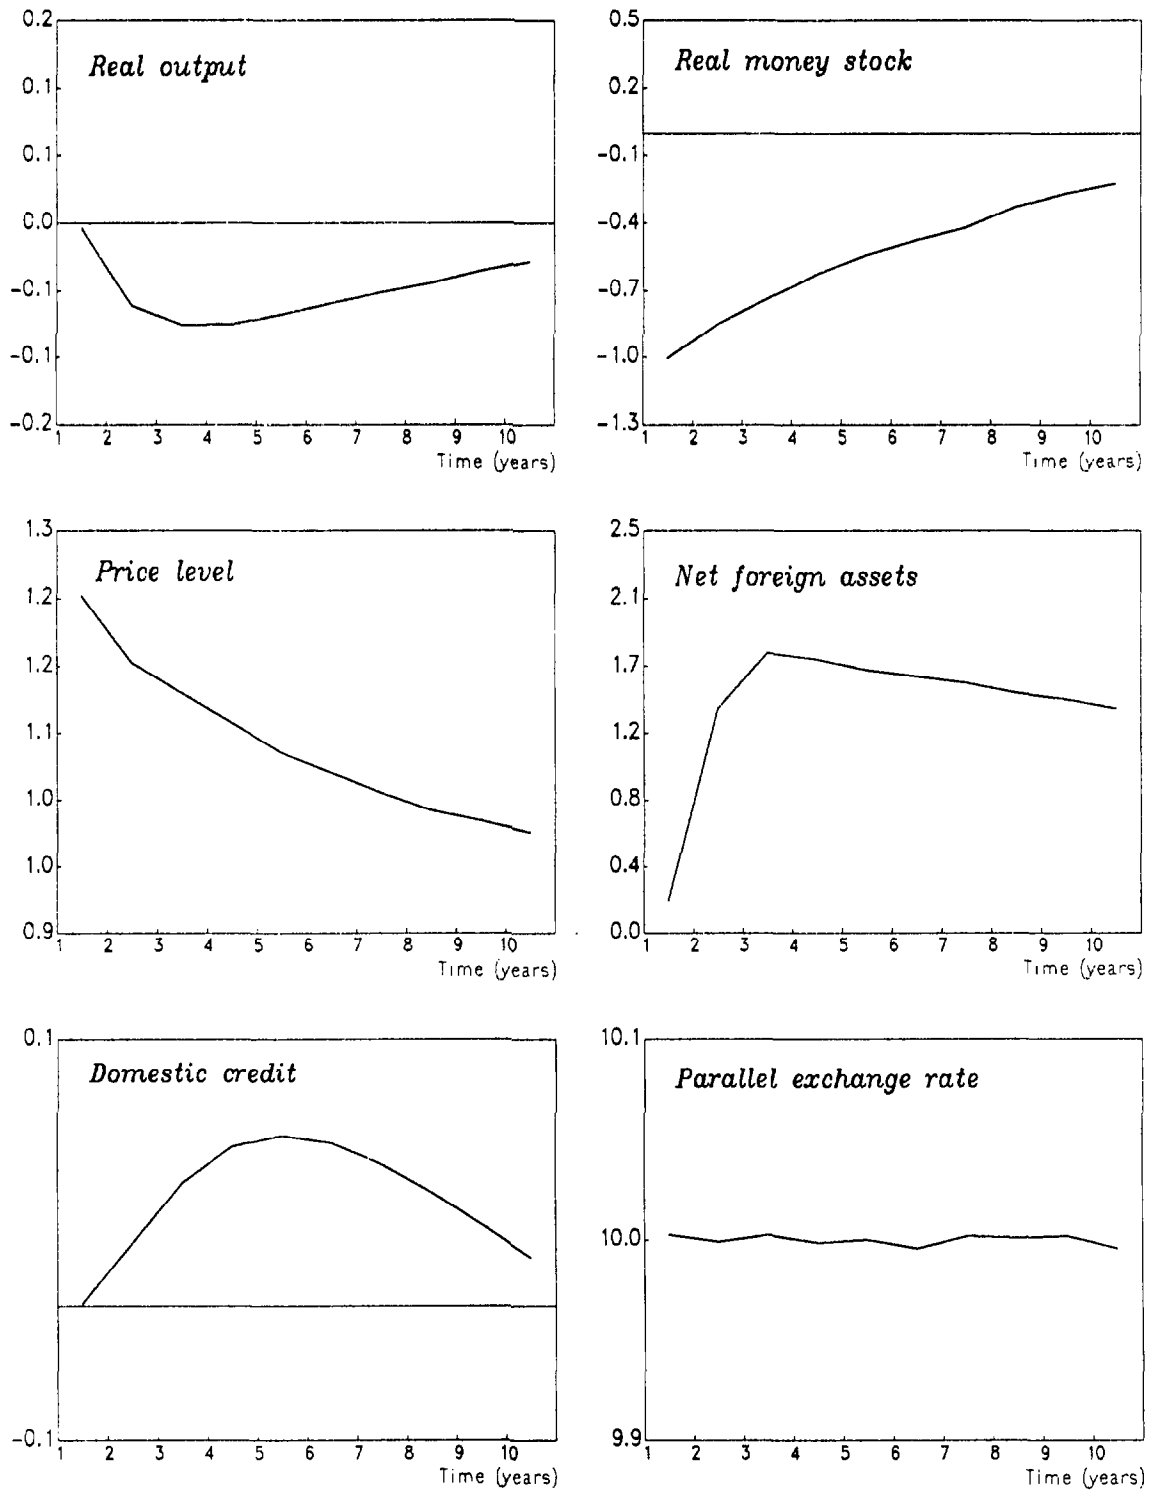 Real output
0.2
0.1
0.1
0.0
-0.1
-0.1
-0.2
1 2 3 4 5 6 7 8 9 10
Time (years)
Real money stock
0.5
0.2
-0.1
-0.4
-0.7
-1.0
-1.3
1 2 3 4 5 6 7 8 9 10
Time (years)
Price level
1.3
1.2
1.2
1.1
1.0
1.0
0.9
1 2 3 4 5 6 7 8 9 10
Time (years)
Net foreign assets
2.5
2.1
1.7
1.2
0.8
0.4
0.0
1 2 3 4 5 6 7 8 9 10
Time (years)
Domestic credit
0.1
-0.1
1 2 3 4 5 6 7 8 9 10
Time (years)
Parallel exchange rate
10.1
10.0
9.9
1 2 3 4 5 6 7 8 9 10
Time (years)